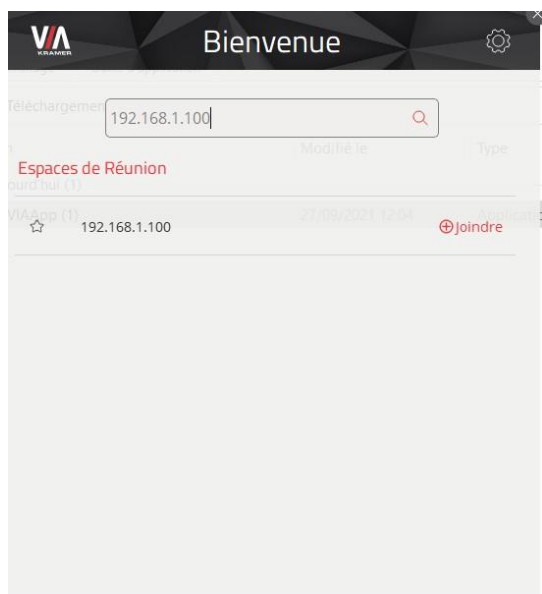 VIA
KRAMER
Bienvenue
Téléchargemen
192.168.1.100
Modifié le
Type
Espaces de Réunion
ourd'hui (1)
VIAApp (1)
27/09/2021 12:04
Applicati
192.168.1.100
Joindre